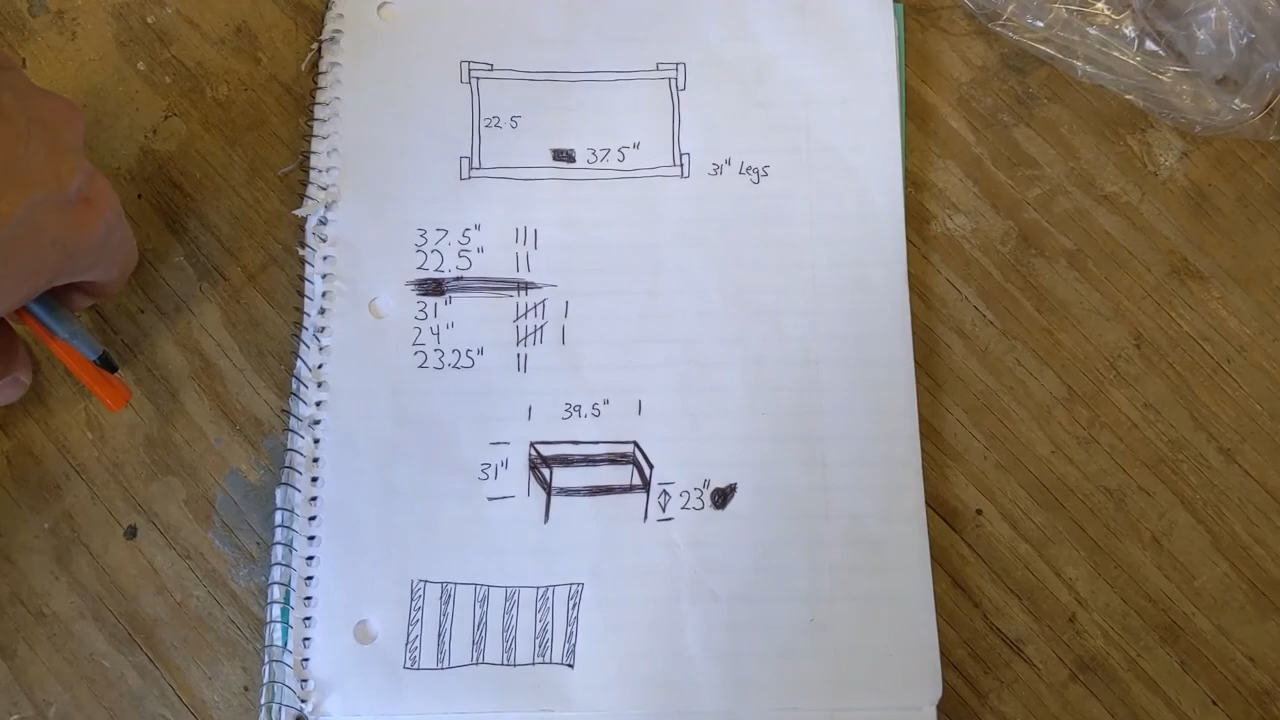 22.5
37.5"
31" Legs
37.5" |||
22.5" ||
31" |||| |
24" |||| |
23.25" ||
39.5"
31"
23"